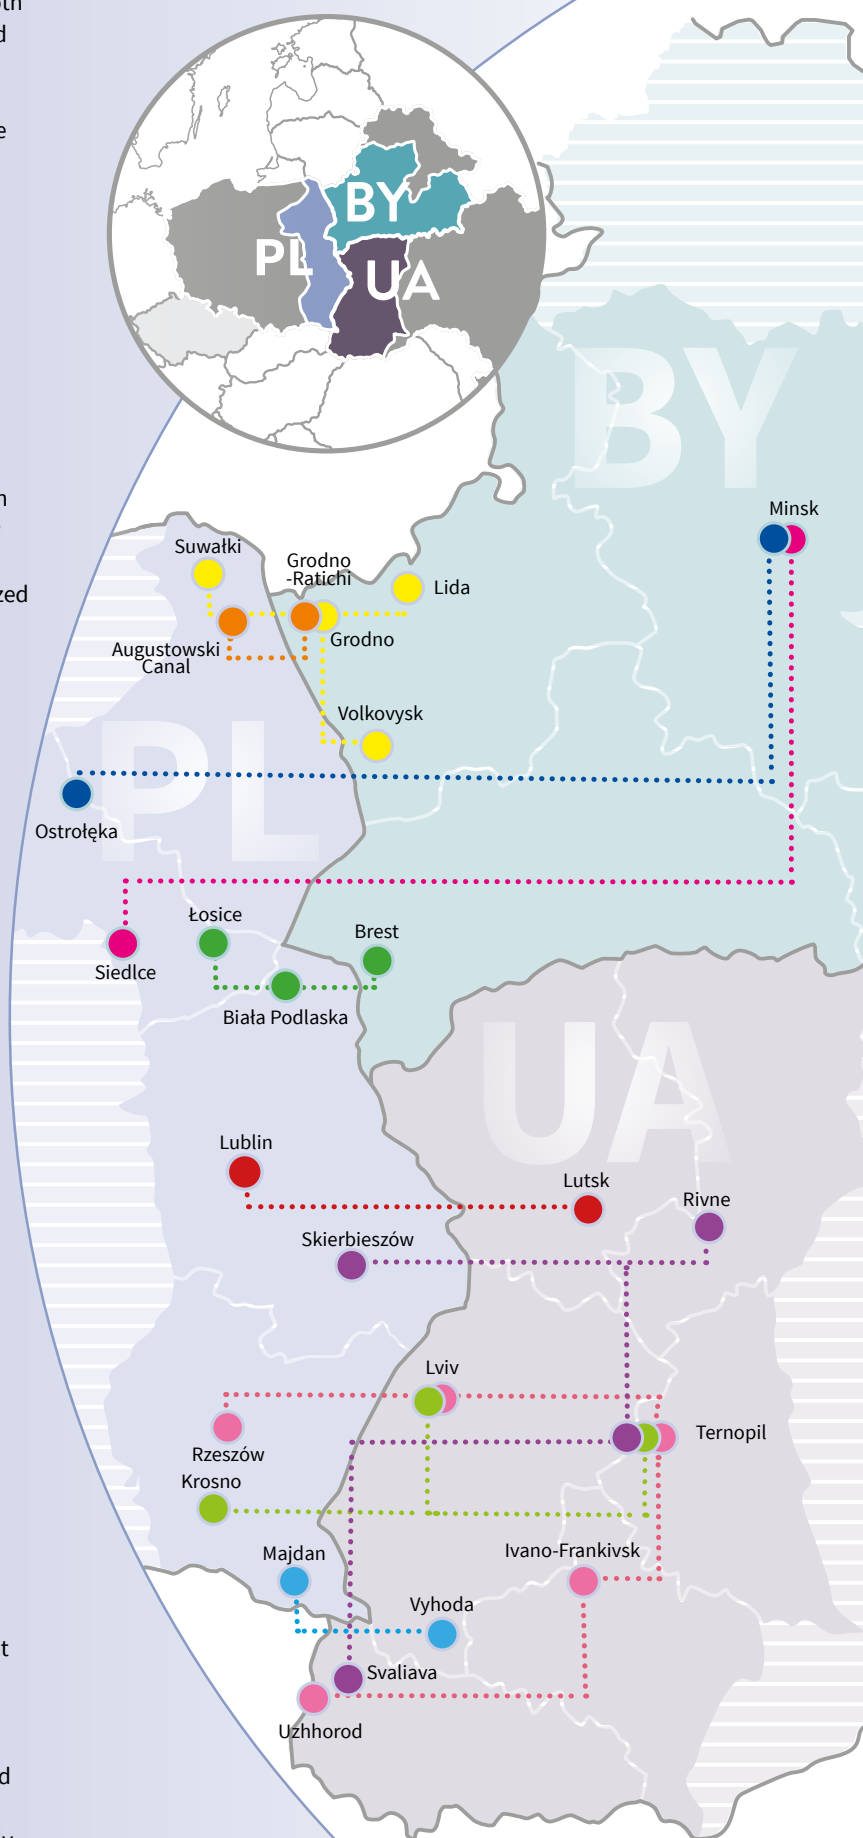 BY
PL
UA
BY
Minsk
Suwałki
Grodno
-Ratichi
Lida
Grodno
Augustowski
Canal
Volkovysk
PL
Ostrołęka
Łosice
Brest
Siedlce
Biała Podlaska
UA
Lublin
Lutsk
Rivne
Skierbieszów
Lviv
Ternopil
Rzeszów
Krosno
Ivano-Frankivsk
Majdan
Vyhoda
Svaliava
Uzhhorod